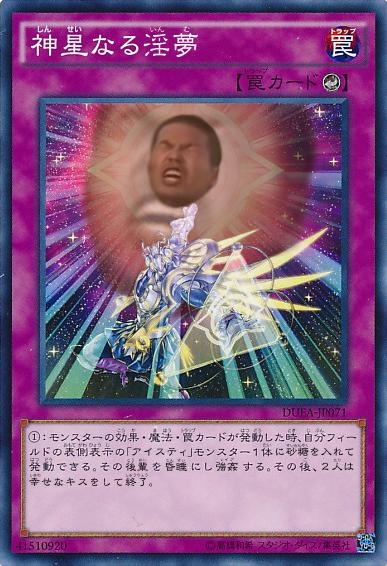 神星なる淫夢
罠
【罠カード】
DUEA-JP071
①：モンスターの効果・魔法・罠カードが発動した時、自分フィー
ルドの表側表示の「アイスティ」モンスター１体に砂糖を入れて
発動できる。その後輩を昏睡にし強姦する。その後、２人は
幸せなキスをして終了。
41510920
©高橋和希 スタジオ・ダイス/集英社